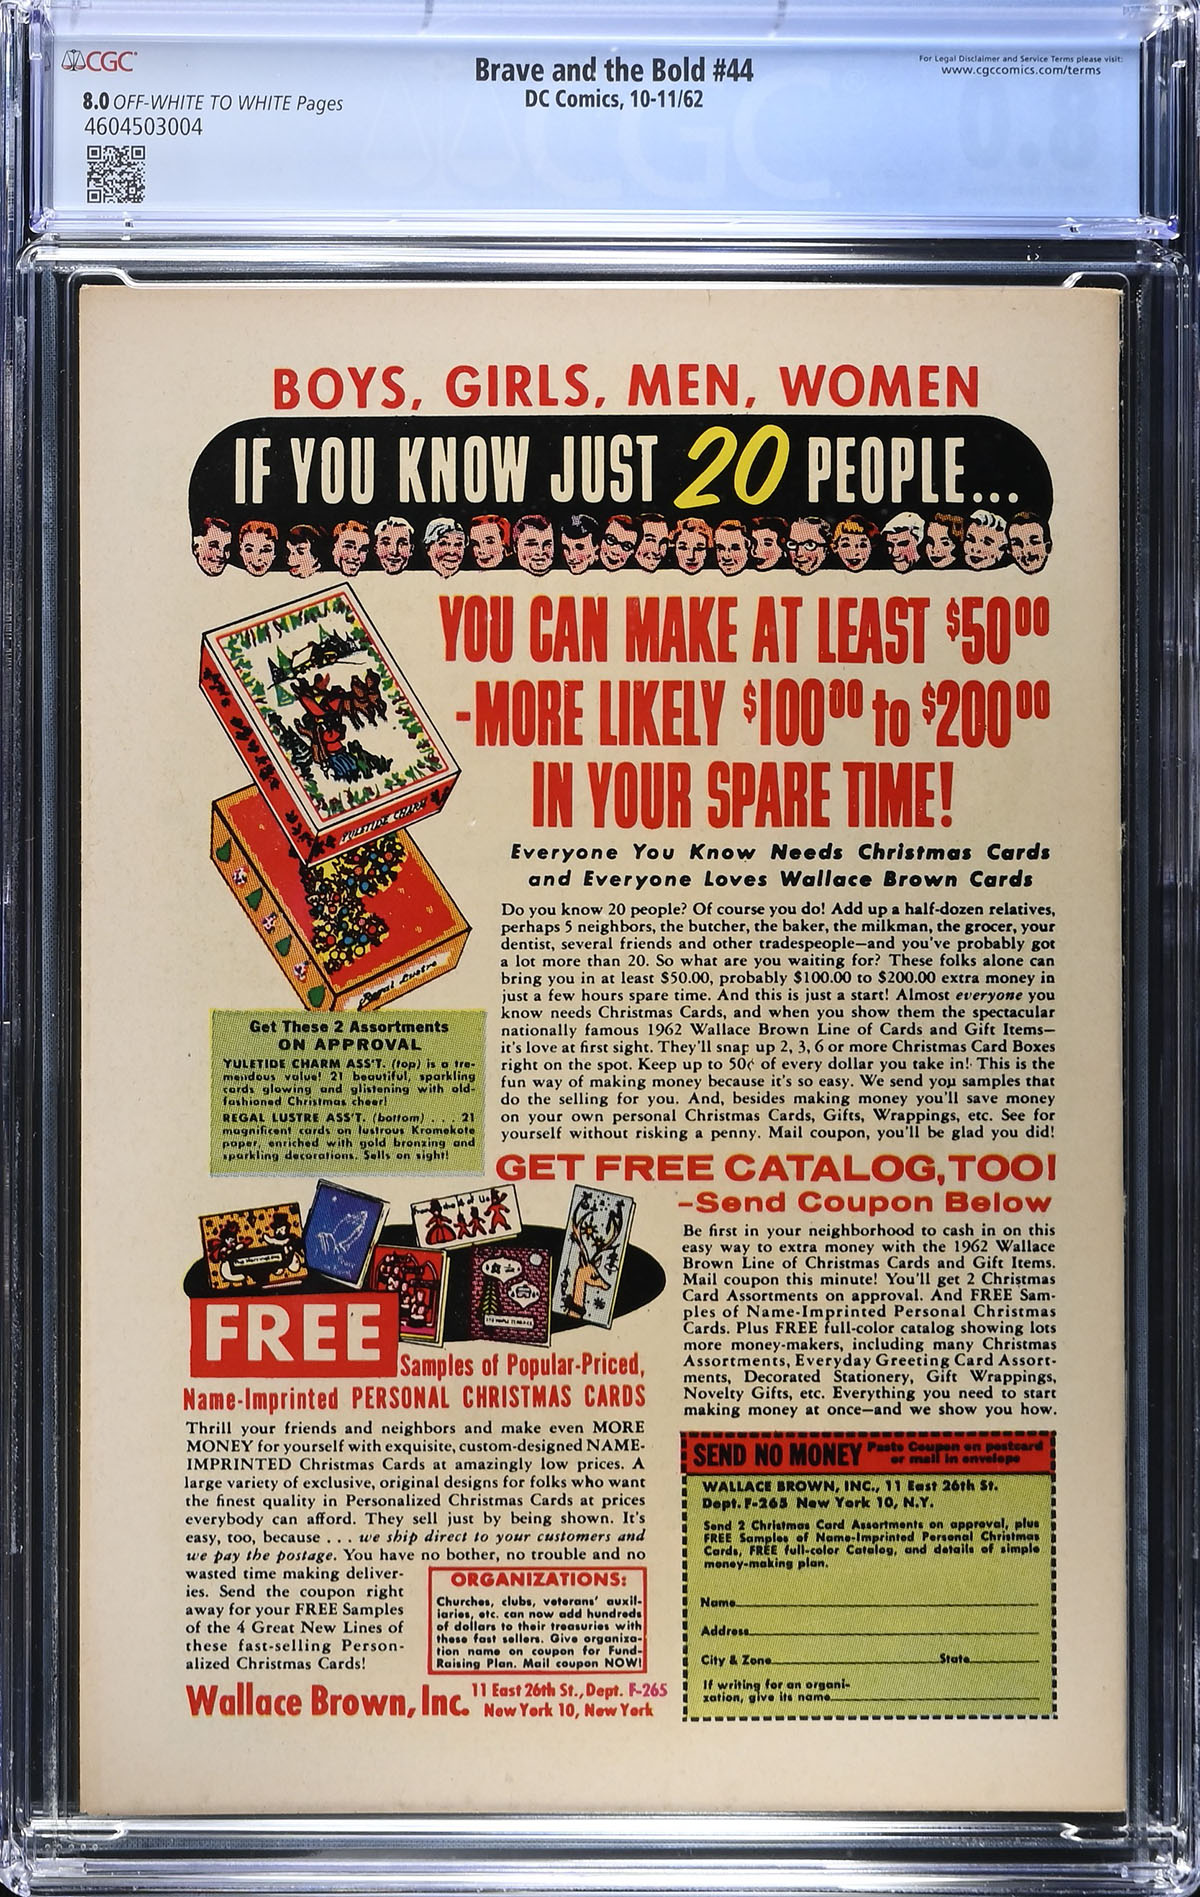 CGC
Brave and the Bold #44
DC Comics, 10-11/62
For Legal Disclaimer and Service Terms please visit:
www.cgccomics.com/terms
8.0 OFF-WHITE TO WHITE Pages
4604503004
BOYS, GIRLS, MEN, WOMEN
IF YOU KNOW JUST 20 PEOPLE...
YOU CAN MAKE AT LEAST $50⁰⁰
-MORE LIKELY $100⁰⁰ to $200⁰⁰
IN YOUR SPARE TIME!
YULETIDE CHARM
Regal Lustre
Everyone You Know Needs Christmas Cards
and Everyone Loves Wallace Brown Cards
Do you know 20 people? Of course you do! Add up a half-dozen relatives,
perhaps 5 neighbors, the butcher, the baker, the milkman, the grocer, your
dentist, several friends and other tradespeople—and you've probably got
a lot more than 20. So what are you waiting for? These folks alone can
bring you in at least $50.00, probably $100.00 to $200.00 extra money in
just a few hours spare time. And this is just a start! Almost everyone you
know needs Christmas Cards, and when you show them the spectacular
nationally famous 1962 Wallace Brown Line of Cards and Gift Items—
it's love at first sight. They'll snap up 2, 3, 6 or more Christmas Card Boxes
right on the spot. Keep up to 50¢ of every dollar you take in! This is the
fun way of making money because it's so easy. We send you samples that
do the selling for you. And, besides making money you'll save money
on your own personal Christmas Cards, Gifts, Wrappings, etc. See for
yourself without risking a penny. Mail coupon, you'll be glad you did!
Get These 2 Assortments
ON APPROVAL
YULETIDE CHARM ASS'T. (top) is a tre-
mendous value! 21 beautiful, sparkling
cards glowing and glistening with old-
fashioned Christmas cheer!
REGAL LUSTRE ASS'T. (bottom) . . . 21
magnificent cards on lustrous Kromekote
paper, enriched with gold bronzing and
sparkling decorations. Sells on sight!
GET FREE CATALOG, TOO!
-Send Coupon Below
Be first in your neighborhood to cash in on this
easy way to extra money with the 1962 Wallace
Brown Line of Christmas Cards and Gift Items.
Mail coupon this minute! You'll get 2 Christmas
Card Assortments on approval. And FREE Sam-
ples of Name-Imprinted Personal Christmas
Cards. Plus FREE full-color catalog showing lots
more money-makers, including many Christmas
Assortments, Everyday Greeting Card Assort-
ments, Decorated Stationery, Gift Wrappings,
Novelty Gifts, etc. Everything you need to start
making money at once—and we show you how.
FREE
Samples of Popular-Priced,
Name-Imprinted PERSONAL CHRISTMAS CARDS
Thrill your friends and neighbors and make even MORE
MONEY for yourself with exquisite, custom-designed NAME-
IMPRINTED Christmas Cards at amazingly low prices. A
large variety of exclusive, original designs for folks who want
the finest quality in Personalized Christmas Cards at prices
everybody can afford. They sell just by being shown. It's
easy, too, because . . . we ship direct to your customers and
we pay the postage. You have no bother, no trouble and no
wasted time making deliver-
ies. Send the coupon right
away for your FREE Samples
of the 4 Great New Lines of
these fast-selling Person-
alized Christmas Cards!
ORGANIZATIONS:
Churches, clubs, veterans' auxil-
iaries, etc. can now add hundreds
of dollars to their treasuries with
these fast sellers. Give organiza-
tion name on coupon for Fund-
Raising Plan. Mail coupon NOW!
Wallace Brown, Inc. 11 East 26th St., Dept. F-265
New York 10, New York
SEND NO MONEY Paste Coupon on postcard
or mail in envelope
WALLACE BROWN, INC., 11 East 26th St.
Dept. F-265 New York 10, N.Y.
Send 2 Christmas Card Assortments on approval, plus
FREE Samples of Name-Imprinted Personal Christmas
Cards, FREE full-color Catalog, and details of simple
money-making plan.
Name
Address
City & Zone State
If writing for an organi-
zation, give its name